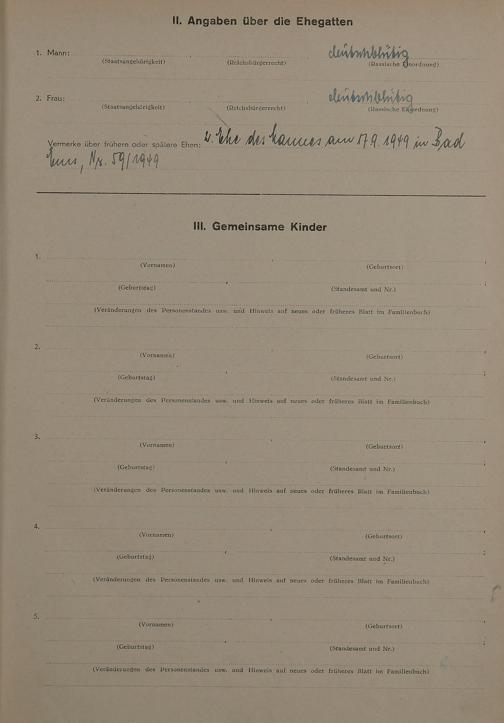 II. Angaben über die Ehegatten
1. Mann: deutschblütig
(Staatsangehörigkeit) (Reichsbürgerrecht) (Rassische Einordnung)
2. Frau: deutschblütig
(Staatsangehörigkeit) (Reichsbürgerrecht) (Rassische Einordnung)
Vermerke über frühere oder spätere Ehen: 2. Ehe des Mannes am 17.9.1949 in Bad
Ems, Nr. 59/1949
III. Gemeinsame Kinder
1.
(Vornamen) (Geburtsort)
(Geburtstag) (Standesamt und Nr.)
(Veränderungen des Personenstandes usw. und Hinweis auf neues oder früheres Blatt im Familienbuch)
2.
(Vornamen) (Geburtsort)
(Geburtstag) (Standesamt und Nr.)
(Veränderungen des Personenstandes usw. und Hinweis auf neues oder früheres Blatt im Familienbuch)
3.
(Vornamen) (Geburtsort)
(Geburtstag) (Standesamt und Nr.)
(Veränderungen des Personenstandes usw. und Hinweis auf neues oder früheres Blatt im Familienbuch)
4.
(Vornamen) (Geburtsort)
(Geburtstag) (Standesamt und Nr.)
(Veränderungen des Personenstandes usw. und Hinweis auf neues oder früheres Blatt im Familienbuch)
5.
(Vornamen) (Geburtsort)
(Geburtstag) (Standesamt und Nr.)
(Veränderungen des Personenstandes usw. und Hinweis auf neues oder früheres Blatt im Familienbuch)